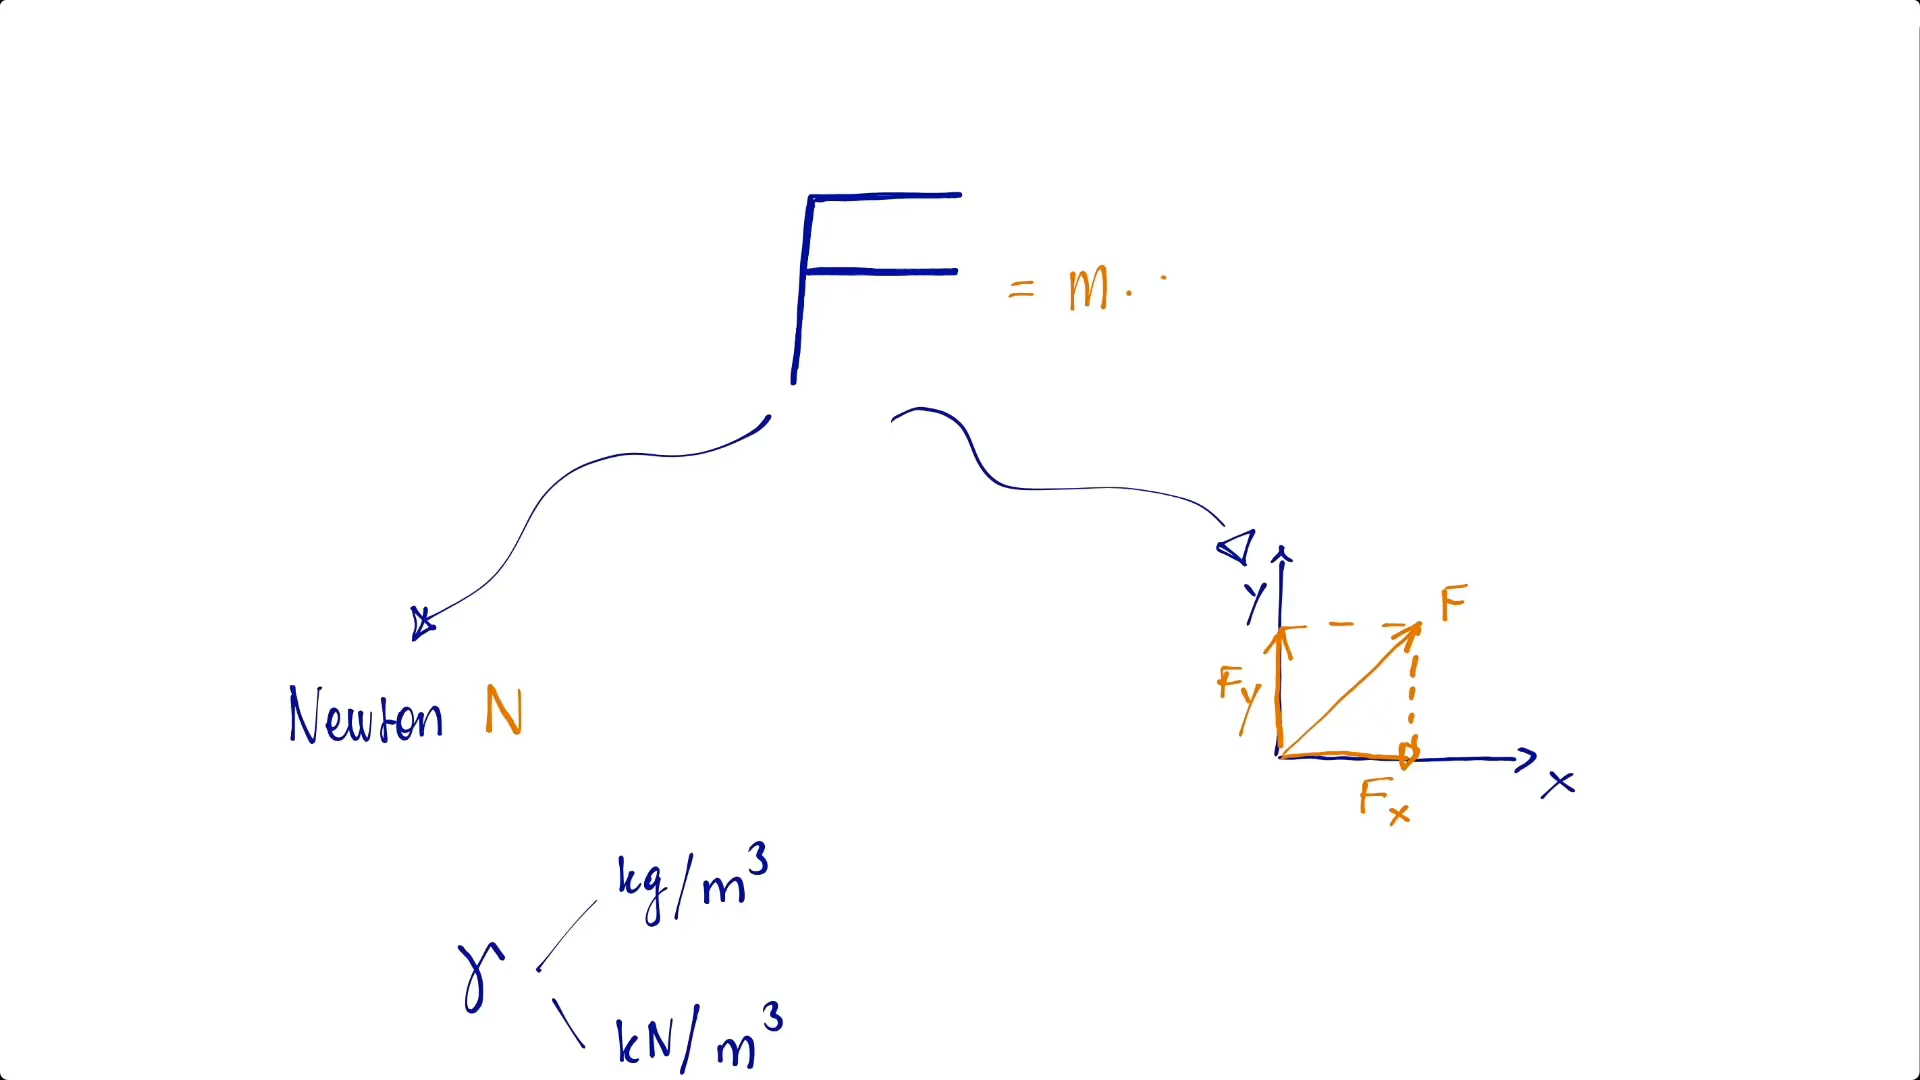 F = m ·
Newton N
y
F
Fy
Fx
x
kg/m³
γ
kN/m³